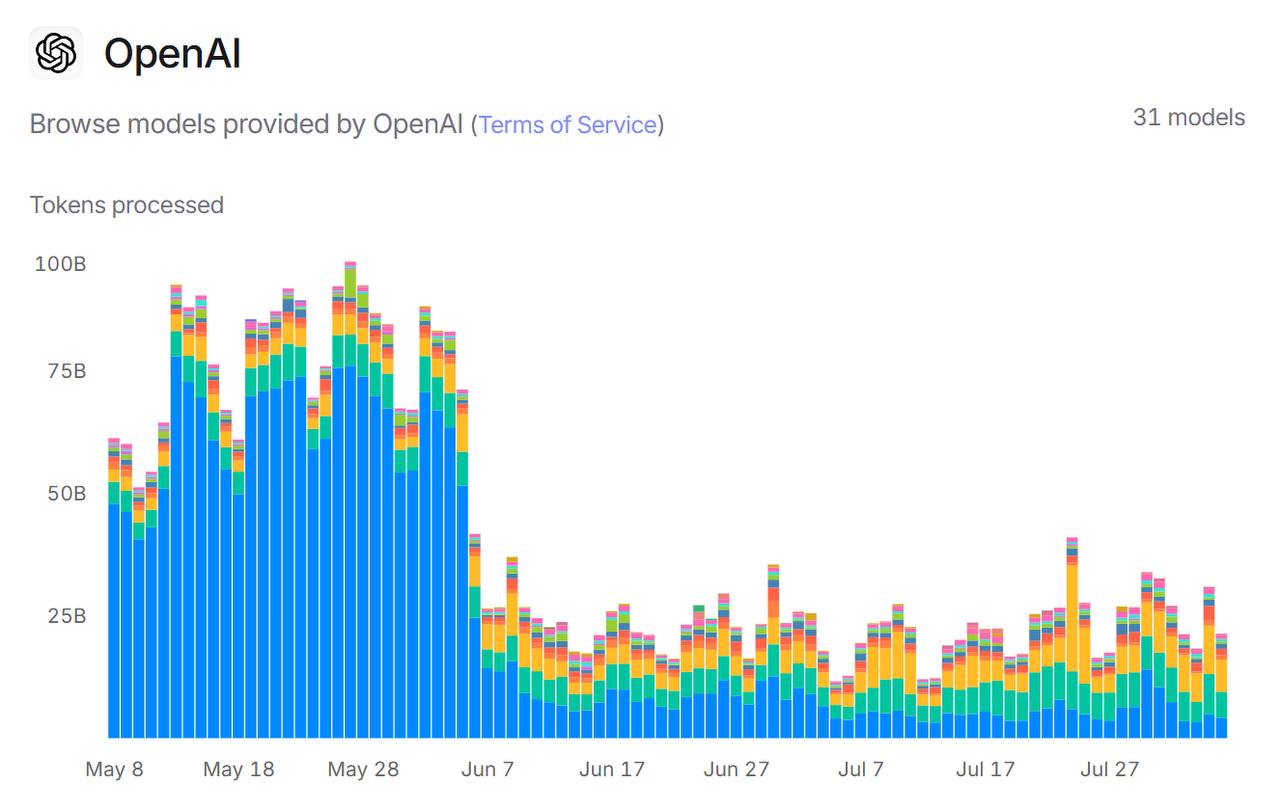 OpenAI
Browse models provided by OpenAI (Terms of Service)
31 models
Tokens processed
100B
75B
50B
25B
May 8 May 18 May 28 Jun 7 Jun 17 Jun 27 Jul 7 Jul 17 Jul 27